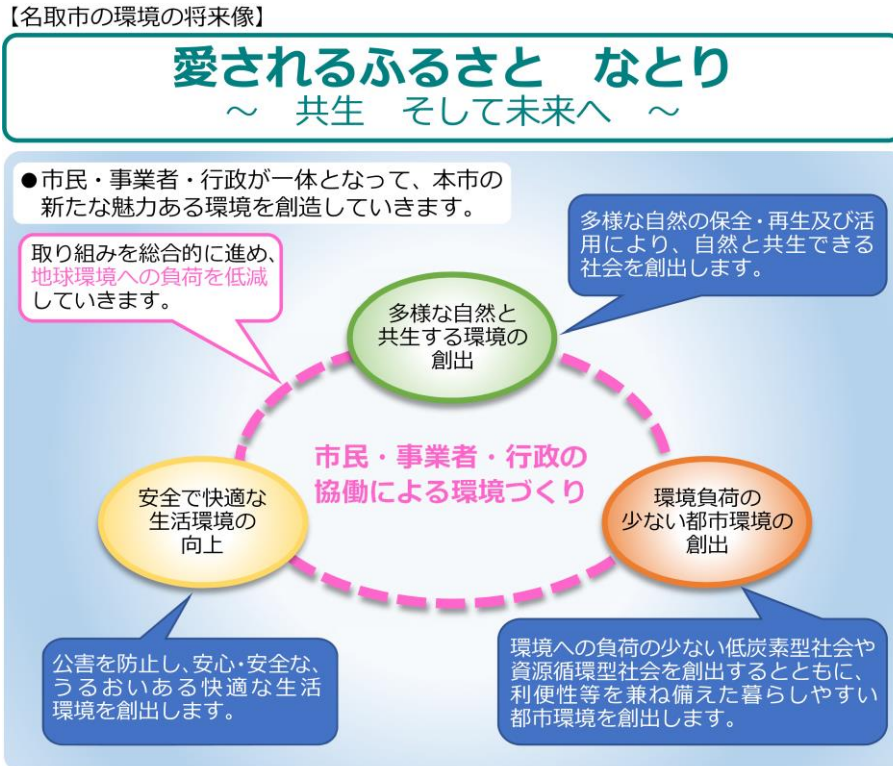 【名取市の環境の将来像】
愛されるふるさと　なとり
～　共生　そして未来へ　～
●市民・事業者・行政が一体となって、本市の
新たな魅力ある環境を創造していきます。
多様な自然の保全・再生及び活
用により、自然と共生できる
社会を創出します。
取り組みを総合的に進め、
地球環境への負荷を低減
していきます。
多様な自然と
共生する環境の
創出
市民・事業者・行政の
協働による環境づくり
安全で快適な
生活環境の
向上
環境負荷の
少ない都市環境の
創出
公害を防止し、安心・安全な、
うるおいある快適な生活
環境を創出します。
環境への負荷の少ない低炭素型社会や
資源循環型社会を創出するとともに、
利便性等を兼ね備えた暮らしやすい
都市環境を創出します。